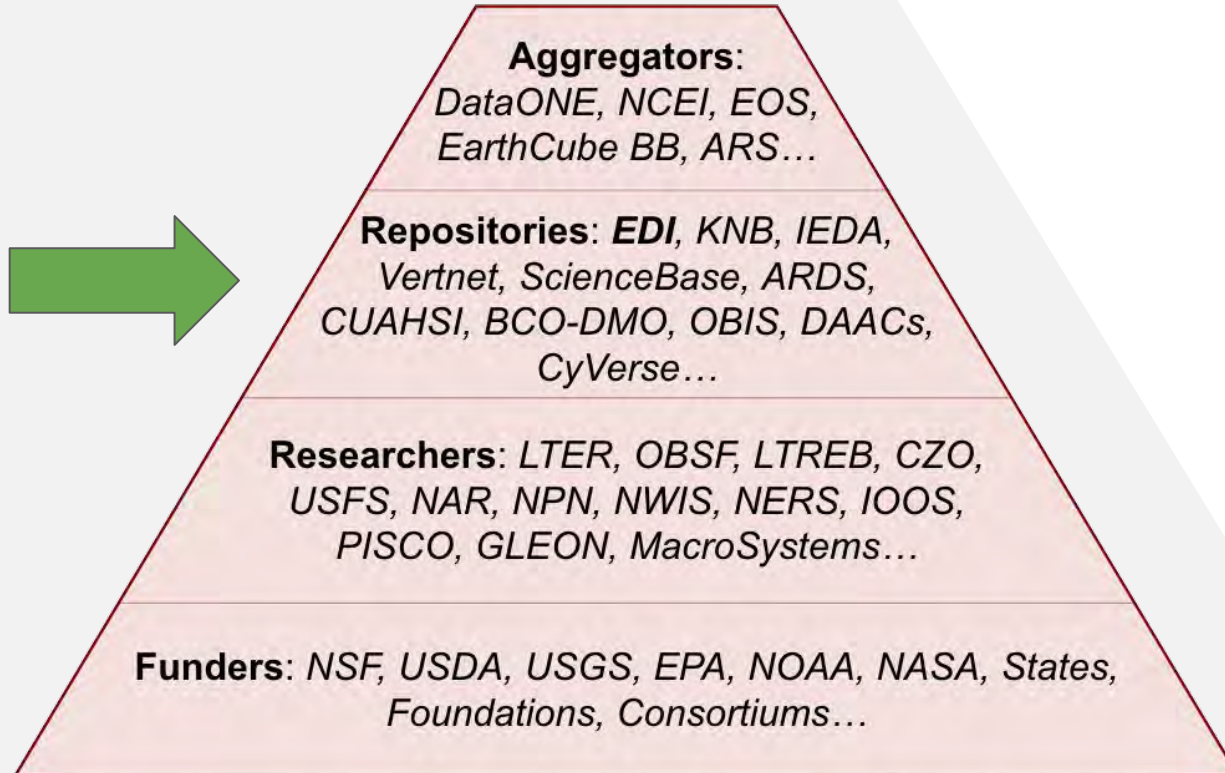 Aggregators:
DataONE, NCEI, EOS,
EarthCube BB, ARS…
Repositories: EDI, KNB, IEDA,
Vertnet, ScienceBase, ARDS,
CUAHSI, BCO-DMO, OBIS, DAACs,
CyVerse…
Researchers: LTER, OBSF, LTREB, CZO,
USFS, NAR, NPN, NWIS, NERS, IOOS,
PISCO, GLEON, MacroSystems…
Funders: NSF, USDA, USGS, EPA, NOAA, NASA, States,
Foundations, Consortiums…